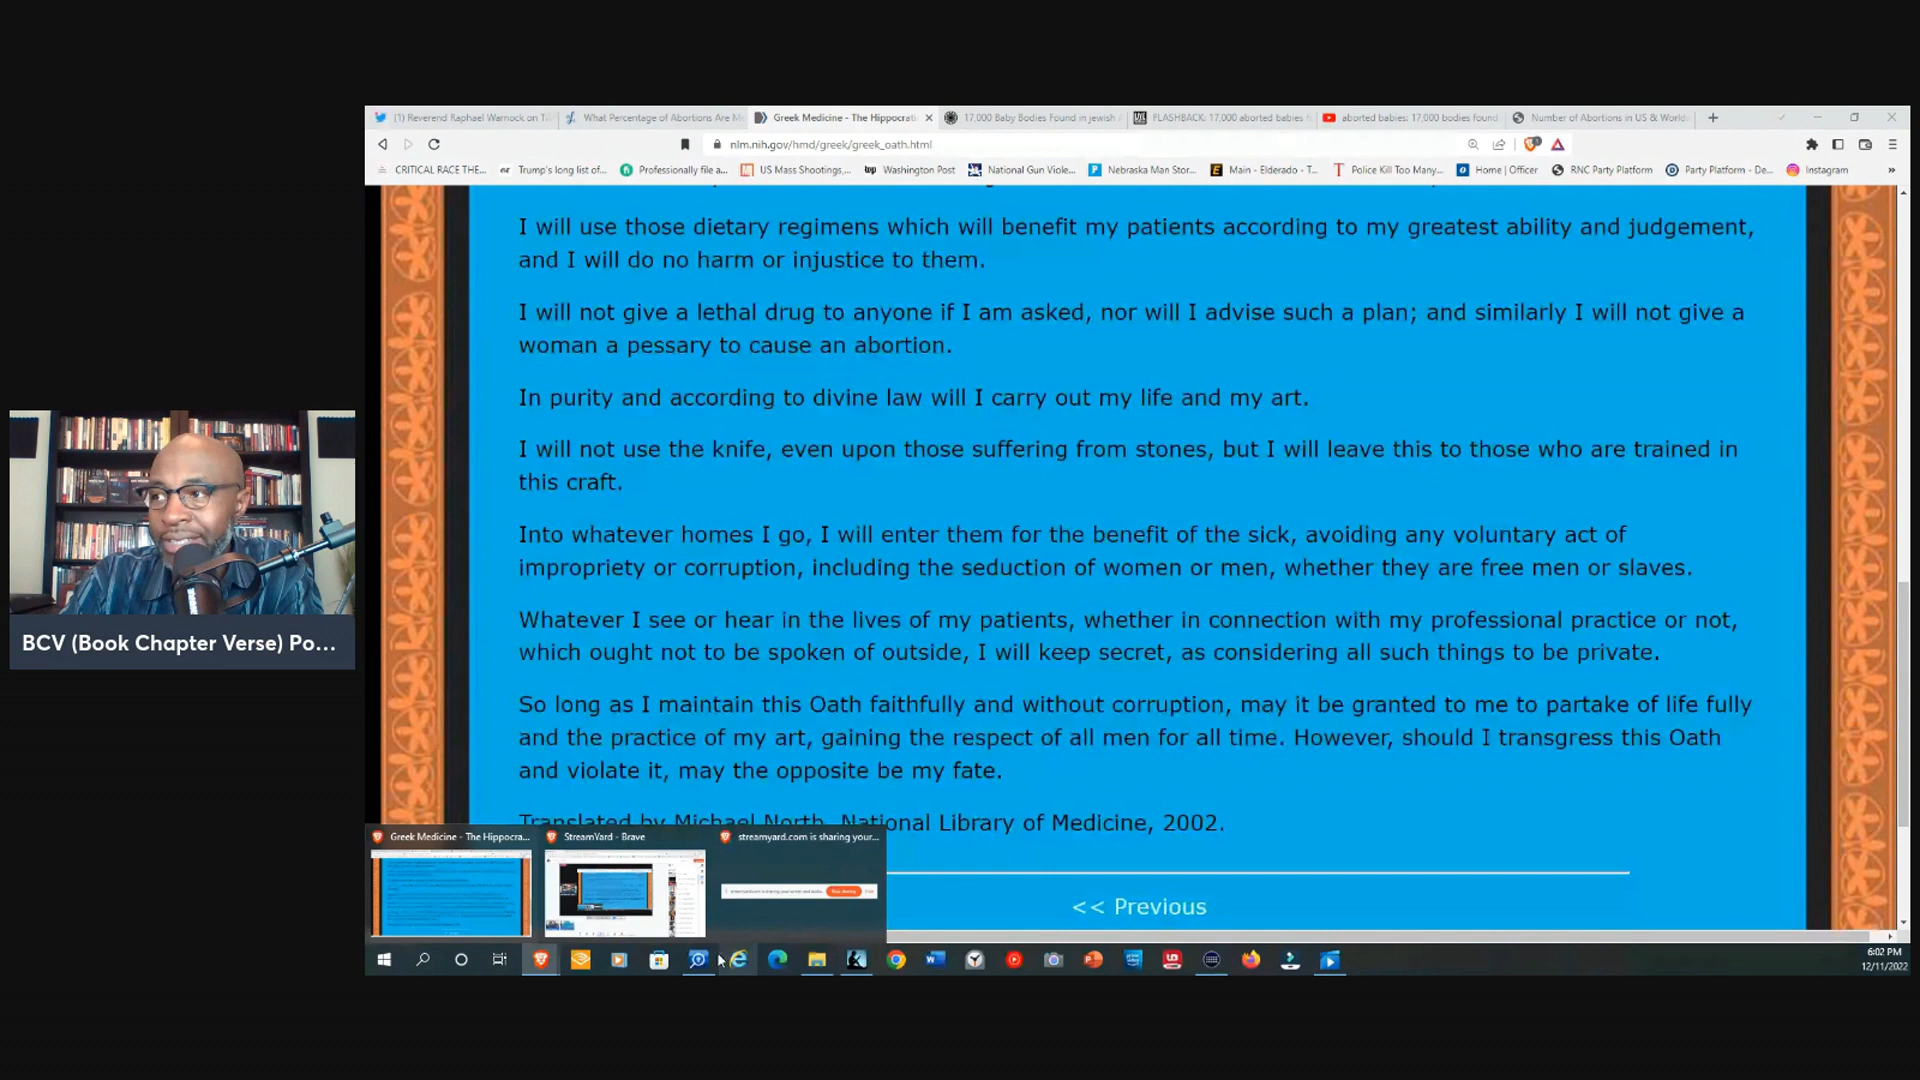 (1) Reverend Raphael Warnock on T
What Percentage of Abortions Are M
Greek Medicine - The Hippocrati
17,000 Baby Bodies Found in jewish
FLASHBACK: 17,000 aborted babies f
aborted babies: 17,000 bodies found
Number of Abortions in US & World
nlm.nih.gov/hmd/greek/greek_oath.html
CRITICAL RACE THE...
Trump's long list of...
Professionally file a...
US Mass Shootings,...
wp Washington Post
National Gun Viole...
Nebraska Man Stor...
Main - Elderado - T...
Police Kill Too Many...
Home | Officer
RNC Party Platform
Party Platform - De...
Instagram
I will use those dietary regimens which will benefit my patients according to my greatest ability and judgement,
and I will do no harm or injustice to them.
I will not give a lethal drug to anyone if I am asked, nor will I advise such a plan; and similarly I will not give a
woman a pessary to cause an abortion.
In purity and according to divine law will I carry out my life and my art.
I will not use the knife, even upon those suffering from stones, but I will leave this to those who are trained in
this craft.
Into whatever homes I go, I will enter them for the benefit of the sick, avoiding any voluntary act of
impropriety or corruption, including the seduction of women or men, whether they are free men or slaves.
Whatever I see or hear in the lives of my patients, whether in connection with my professional practice or not,
which ought not to be spoken of outside, I will keep secret, as considering all such things to be private.
So long as I maintain this Oath faithfully and without corruption, may it be granted to me to partake of life fully
and the practice of my art, gaining the respect of all men for all time. However, should I transgress this Oath
and violate it, may the opposite be my fate.
Translated by Michael North, National Library of Medicine, 2002.
<< Previous
BCV (Book Chapter Verse) Po...
Greek Medicine - The Hippocra...
StreamYard - Brave
streamyard.com is sharing your...
6:02 PM
12/11/2022